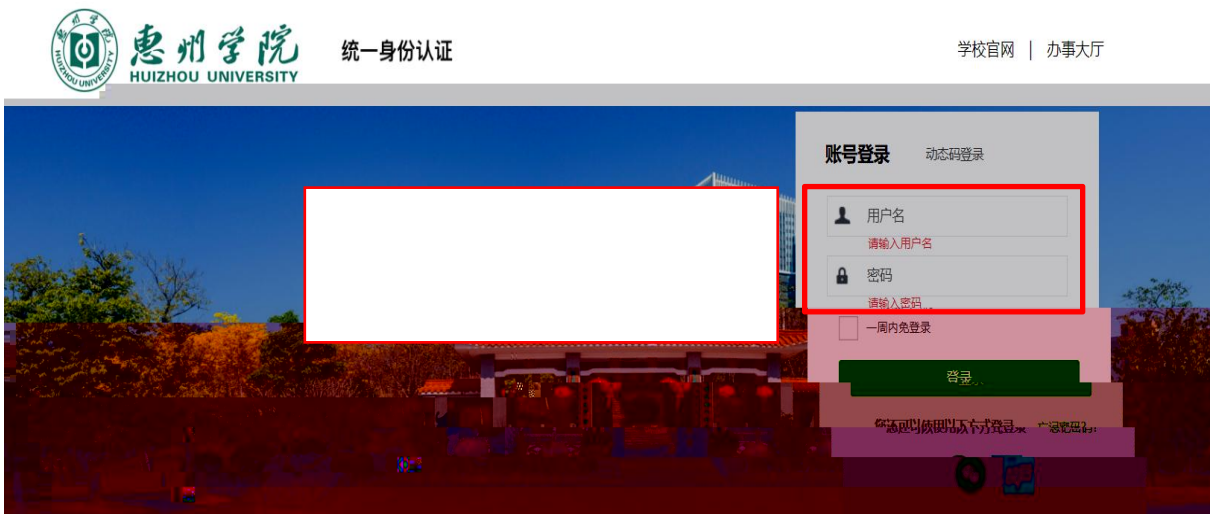 惠州学院
HUIZHOU UNIVERSITY
统一身份认证
学校官网 | 办事大厅
账号登录 动态码登录
用户名
请输入用户名
密码
请输入密码
一周内免登录
登录